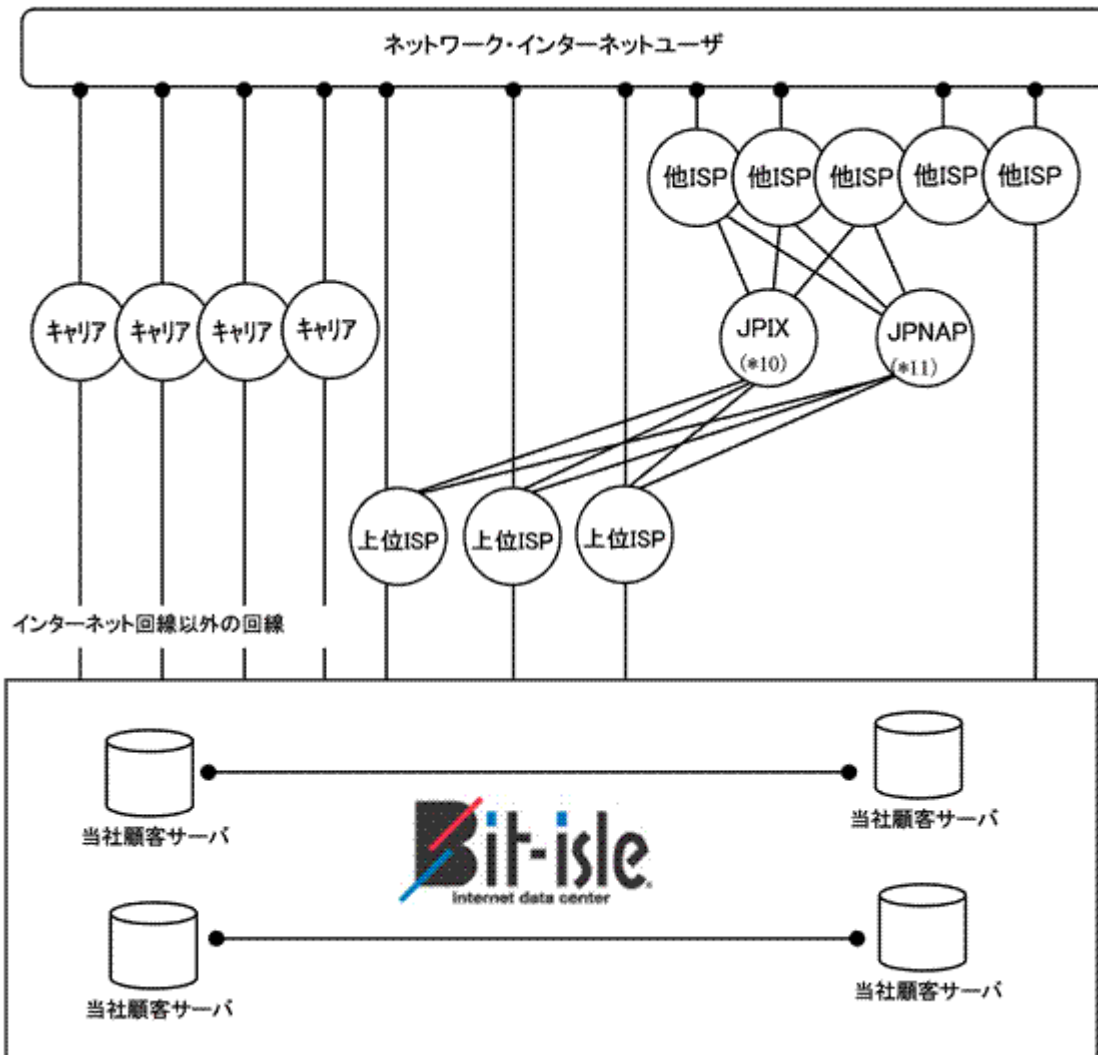 ネットワーク・インターネットユーザ
他ISP
他ISP
他ISP
他ISP
他ISP
キャリア
キャリア
キャリア
キャリア
JPIX
(*10)
JPNAP
(*11)
上位ISP
上位ISP
上位ISP
インターネット回線以外の回線
当社顧客サーバ
当社顧客サーバ
Bit-isle
Internet data center
当社顧客サーバ
当社顧客サーバ